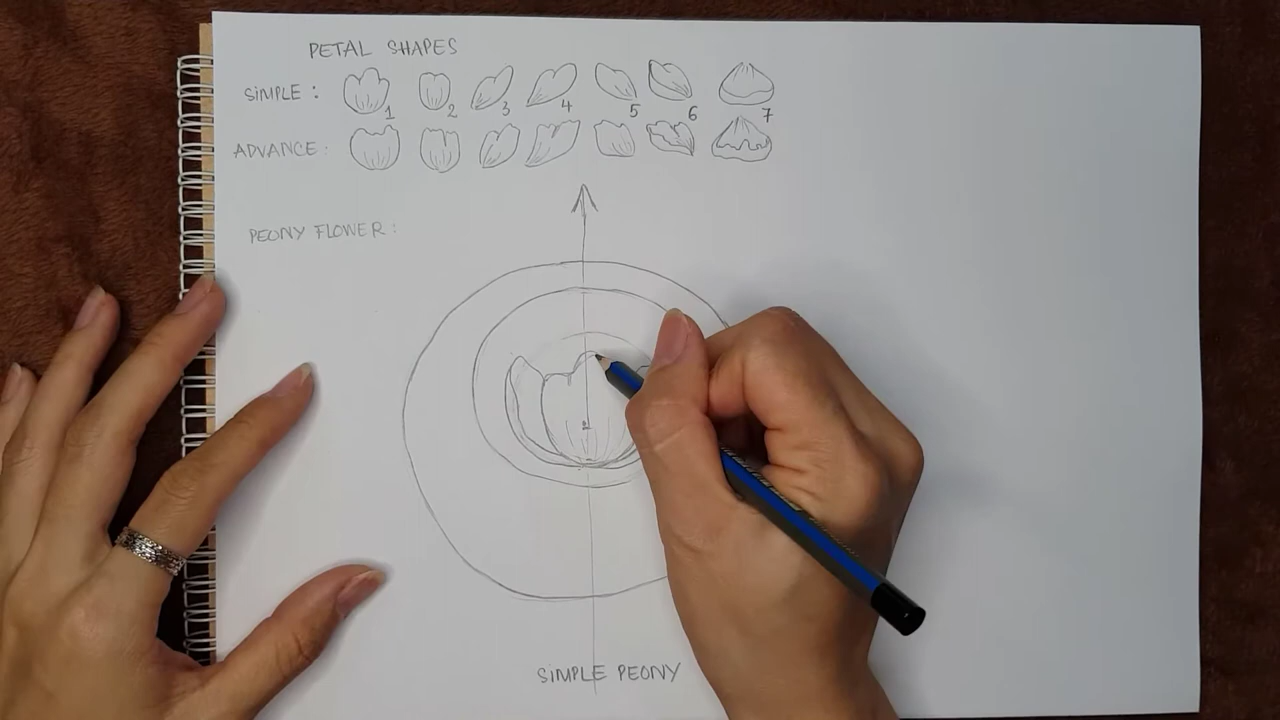 PETAL SHAPES
SIMPLE:
1 2 3 4 5 6 7
ADVANCE:
PEONY FLOWER:
SIMPLE PEONY